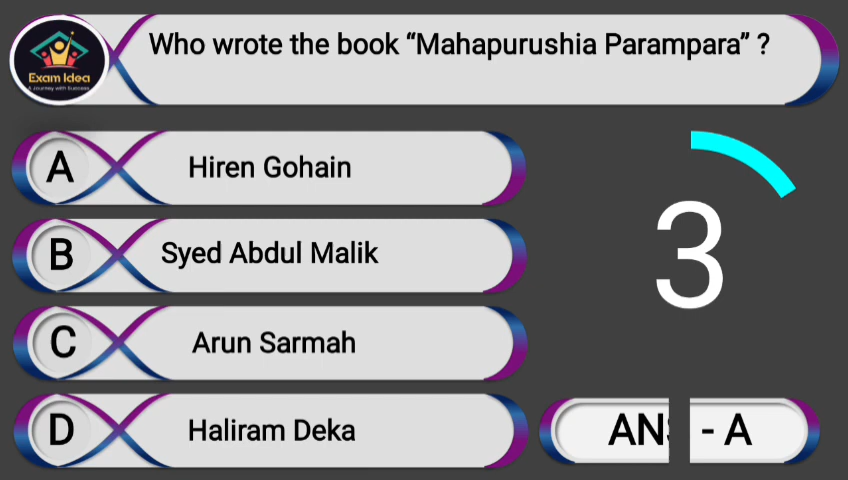 Exam Idea
A Journey with Success
Who wrote the book “Mahapurushia Parampara” ?
A Hiren Gohain
B Syed Abdul Malik
C Arun Sarmah
D Haliram Deka
3
ANS - A